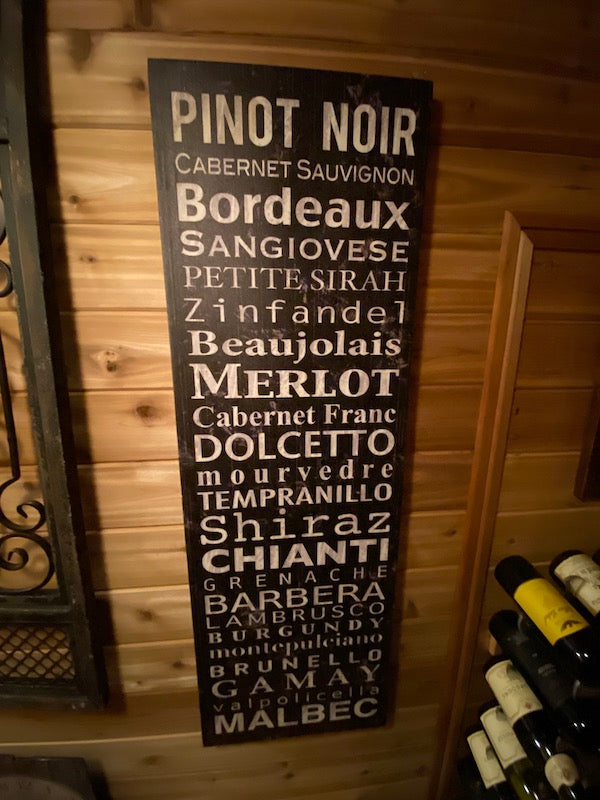 PINOT NOIR
CABERNET SAUVIGNON
Bordeaux
SANGIOVESE
PETITE SIRAH
Zinfandel
Beaujolais
MERLOT
Cabernet Franc
DOLCETTO
mourvedre
TEMPRANILLO
Shiraz
CHIANTI
GRENACHE
BARBERA
LAMBRUSCO
BURGUNDY
montepulciano
BRUNELLO
GAMAY
valpolicella
MALBEC